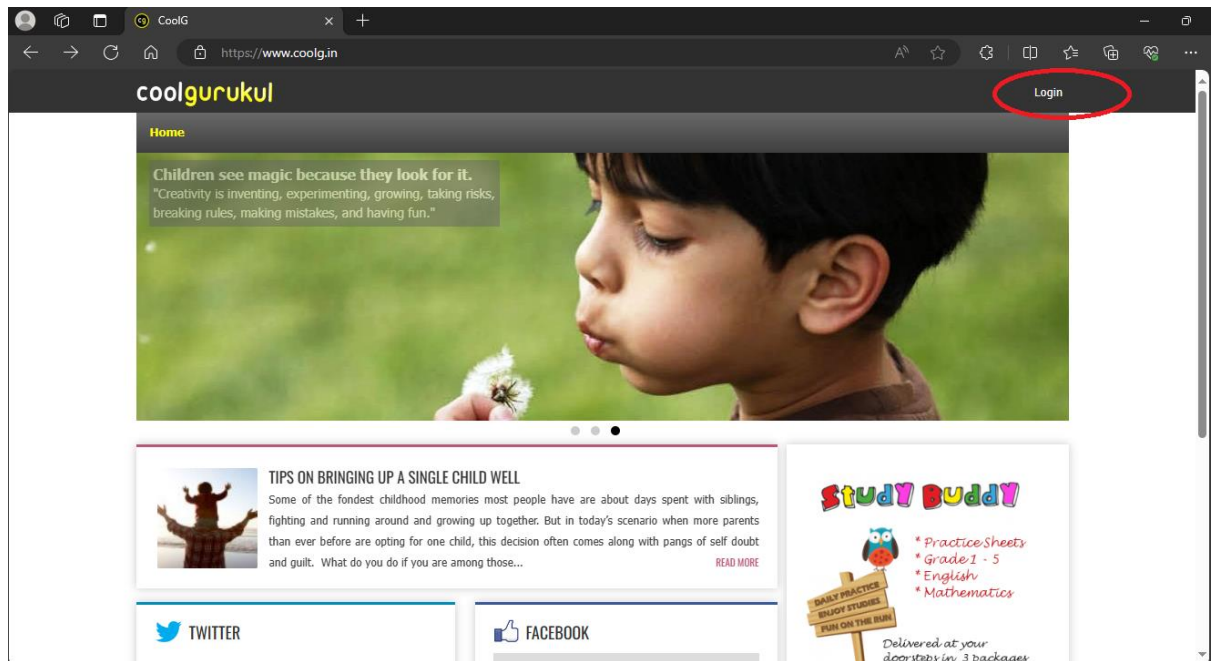 CoolG
https://www.coolg.in
coolgurukul
Login
Home
Children see magic because they look for it.
"Creativity is inventing, experimenting, growing, taking risks,
breaking rules, making mistakes, and having fun."
TIPS ON BRINGING UP A SINGLE CHILD WELL
Some of the fondest childhood memories most people have are about days spent with siblings,
fighting and running around and growing up together. But in today's scenario when more parents
than ever before are opting for one child, this decision often comes along with pangs of self doubt
and guilt. What do you do if you are among those...
READ MORE
Study Buddy
* Practice Sheets
* Grade 1 - 5
* English
* Mathematics
DAILY PRACTICE
ENJOY STUDIES
FUN ON THE RUN
Delivered at your
doorsteps in 3 packages
TWITTER
FACEBOOK